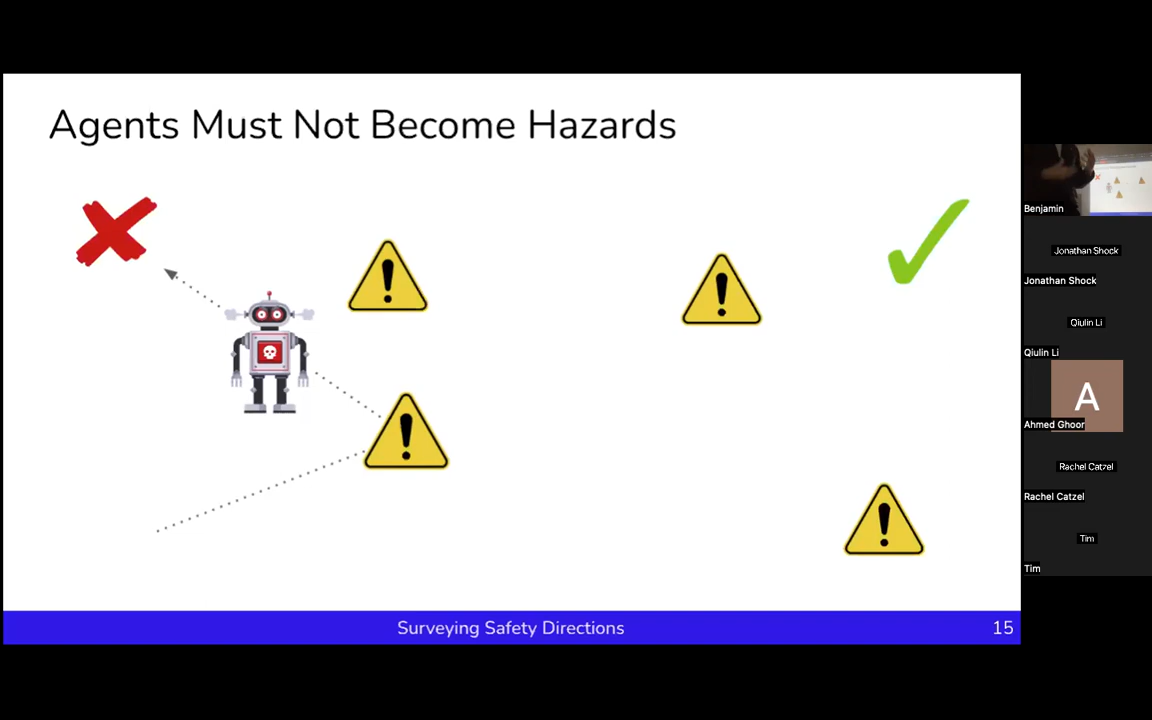 Agents Must Not Become Hazards
Surveying Safety Directions
15
Benjamin
Jonathan Shock
Jonathan Shock
Qiulin Li
Qiulin Li
A
Ahmed Ghoor
Rachel Catzel
Rachel Catzel
Tim
Tim